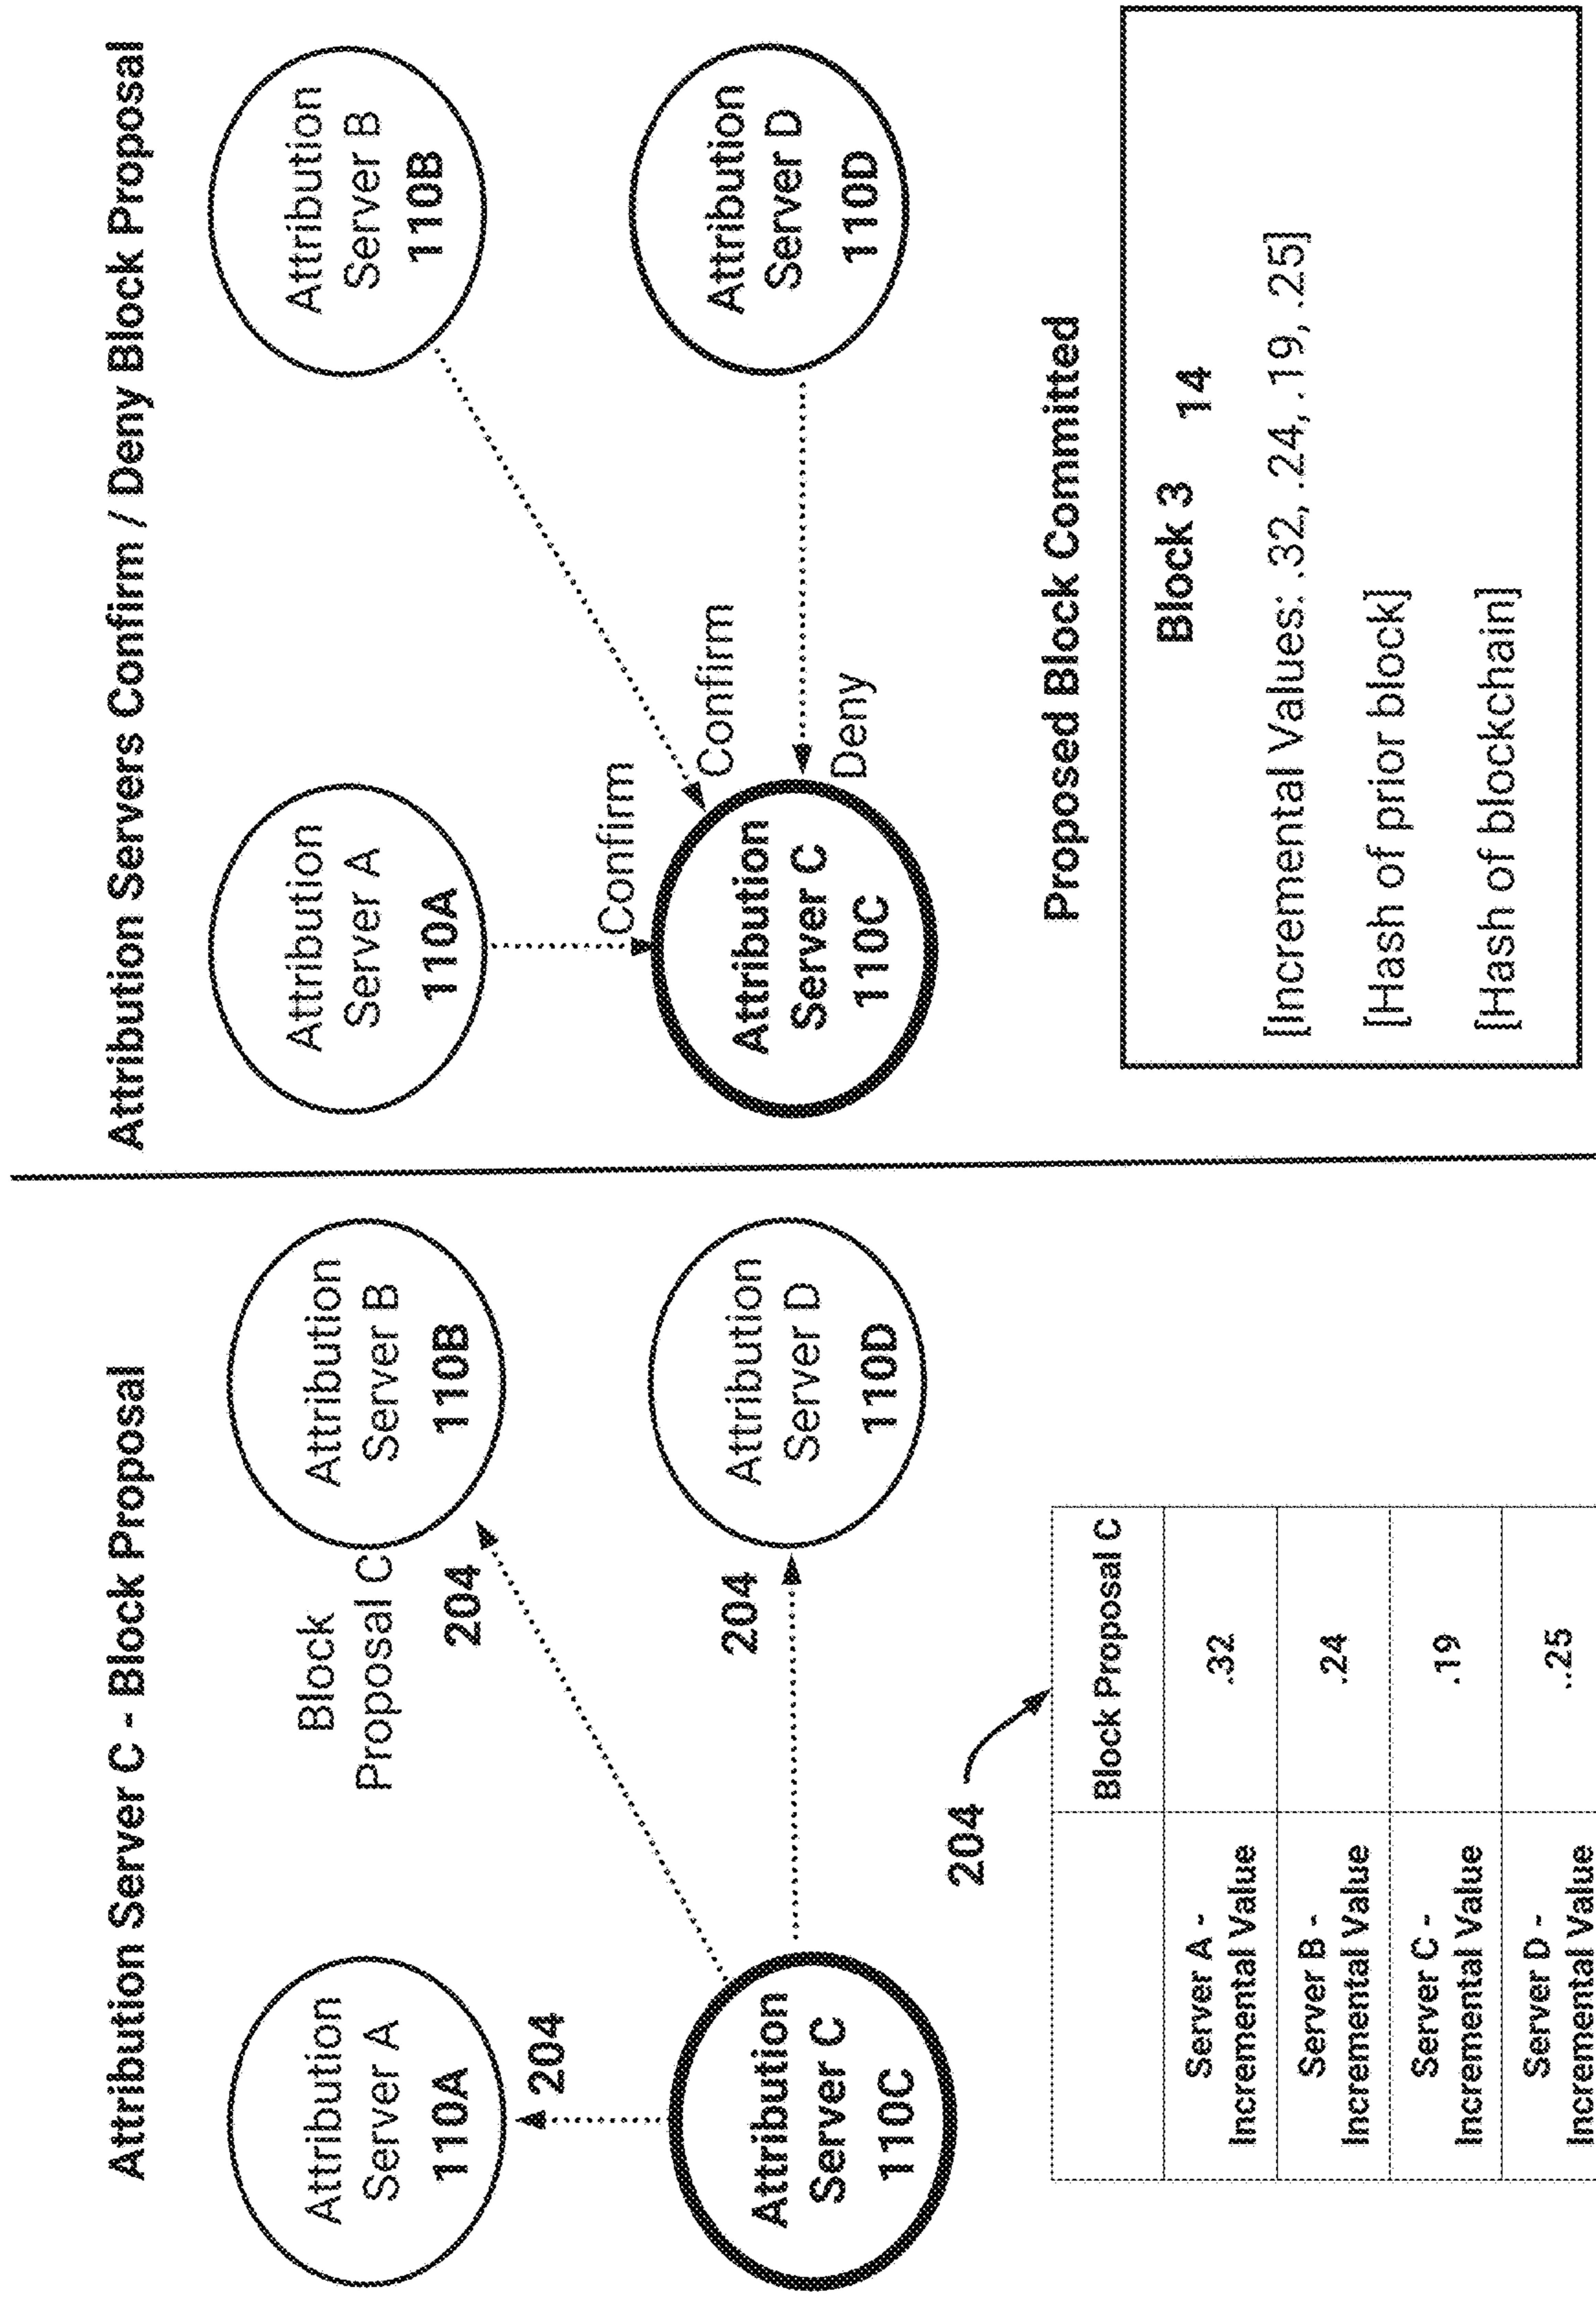 Attribution Server C - Block Proposal
Attribution
Server A
110A
Block
Proposal C
Attribution
Server B
110B
204
204
204
Attribution
Server C
110C
Attribution
Server D
110D
204
Block Proposal C
Server A -
Incremental Value
.32
Server B -
Incremental Value
.24
Server C -
Incremental Value
.19
Server D -
Incremental Value
..25
Attribution Servers Confirm / Deny Block Proposal
Attribution
Server A
110A
Attribution
Server B
110B
Confirm
Confirm
Attribution
Server C
110C
Deny
Attribution
Server D
110D
Proposed Block Committed
Block 3 14
[Incremental Values: .32, .24, .19, .25]
[Hash of prior block]
[Hash of blockchain]